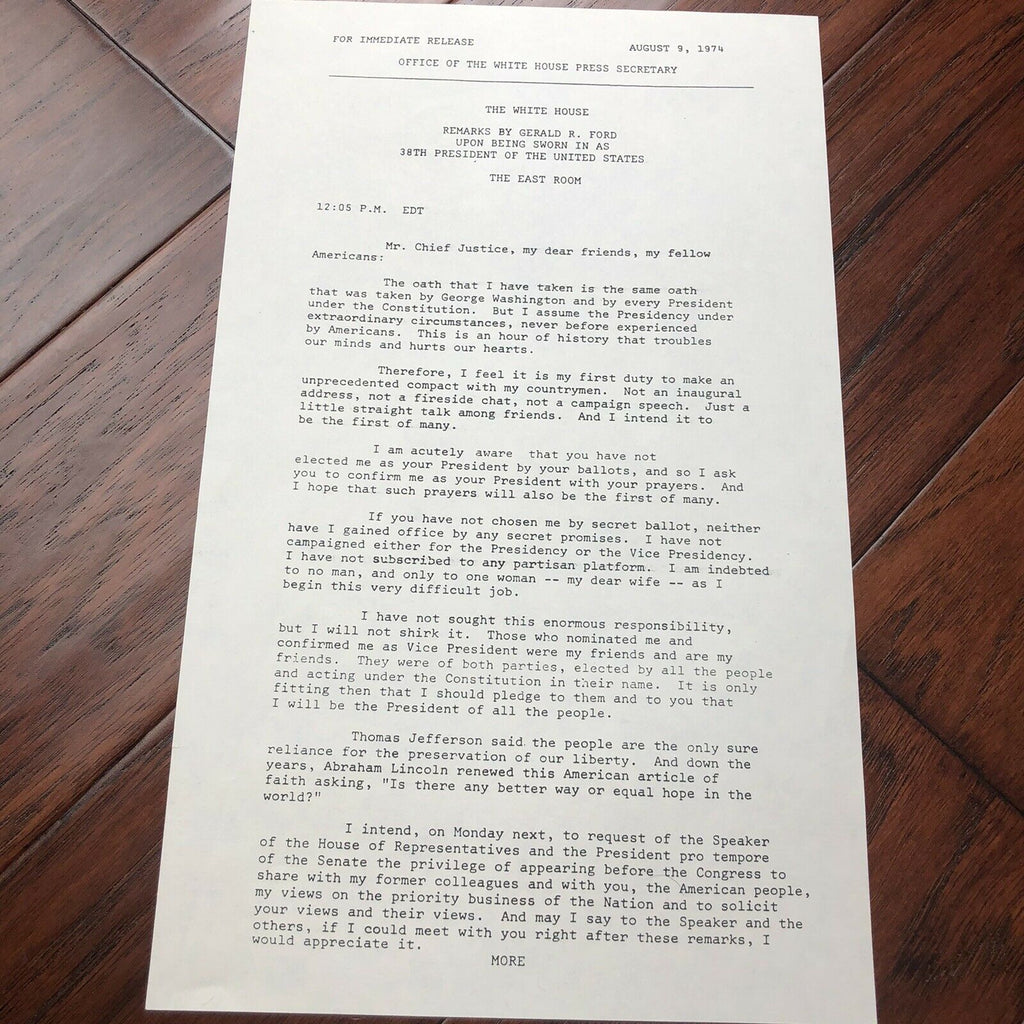 FOR IMMEDIATE RELEASE
AUGUST 9, 1974
OFFICE OF THE WHITE HOUSE PRESS SECRETARY
THE WHITE HOUSE
REMARKS BY GERALD R. FORD
UPON BEING SWORN IN AS
38TH PRESIDENT OF THE UNITED STATES
THE EAST ROOM
12:05 P.M. EDT
Mr. Chief Justice, my dear friends, my fellow
Americans:
The oath that I have taken is the same oath
that was taken by George Washington and by every President
under the Constitution. But I assume the Presidency under
extraordinary circumstances, never before experienced
by Americans. This is an hour of history that troubles
our minds and hurts our hearts.
Therefore, I feel it is my first duty to make an
unprecedented compact with my countrymen. Not an inaugural
address, not a fireside chat, not a campaign speech. Just a
little straight talk among friends. And I intend it to
be the first of many.
I am acutely aware that you have not
elected me as your President by your ballots, and so I ask
you to confirm me as your President with your prayers. And
I hope that such prayers will also be the first of many.
If you have not chosen me by secret ballot, neither
have I gained office by any secret promises. I have not
campaigned either for the Presidency or the Vice Presidency.
I have not subscribed to any partisan platform. I am indebted
to no man, and only to one woman -- my dear wife -- as I
begin this very difficult job.
I have not sought this enormous responsibility,
but I will not shirk it. Those who nominated me and
confirmed me as Vice President were my friends and are my
friends. They were of both parties, elected by all the people
and acting under the Constitution in their name. It is only
fitting then that I should pledge to them and to you that
I will be the President of all the people.
Thomas Jefferson said the people are the only sure
reliance for the preservation of our liberty. And down the
years, Abraham Lincoln renewed this American article of
faith asking, "Is there any better way or equal hope in the
world?"
I intend, on Monday next, to request of the Speaker
of the House of Representatives and the President pro tempore
of the Senate the privilege of appearing before the Congress to
share with my former colleagues and with you, the American people,
my views on the priority business of the Nation and to solicit
your views and their views. And may I say to the Speaker and the
others, if I could meet with you right after these remarks, I
would appreciate it.
MORE